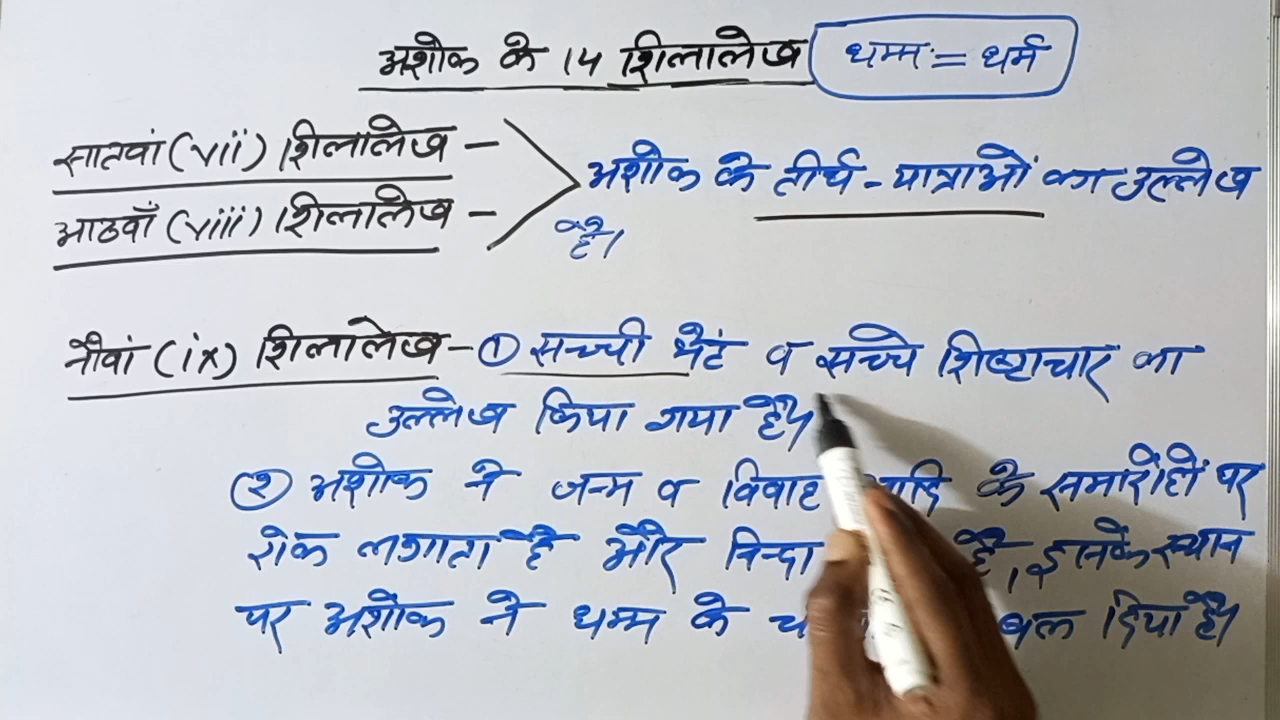 अशोक के 14 शिलालेख धम्म = धर्म
सातवां (vii) शिलालेख -
आठवाँ (viii) शिलालेख -
अशोक के तीर्थ - यात्राओं का उल्लेख
है।
नौवां (ix) शिलालेख - ① सच्ची भेंट व सच्चे शिष्टाचार का
उल्लेख किया गया है।
② अशोक ने जन्म व विवाह के समारोहों पर
रोक लगाता है और निन्दा है, इनके स्थान
पर अशोक ने धम्म के बल दिया है।